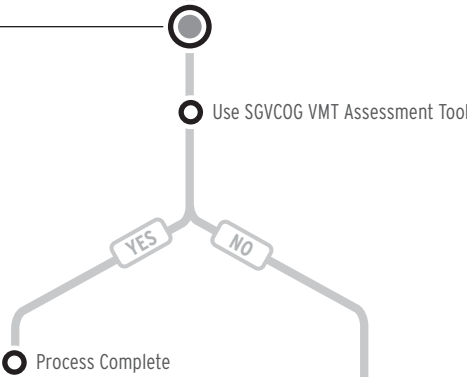 Use SGVCOG VMT Assessment Tool
YES
NO
Process Complete